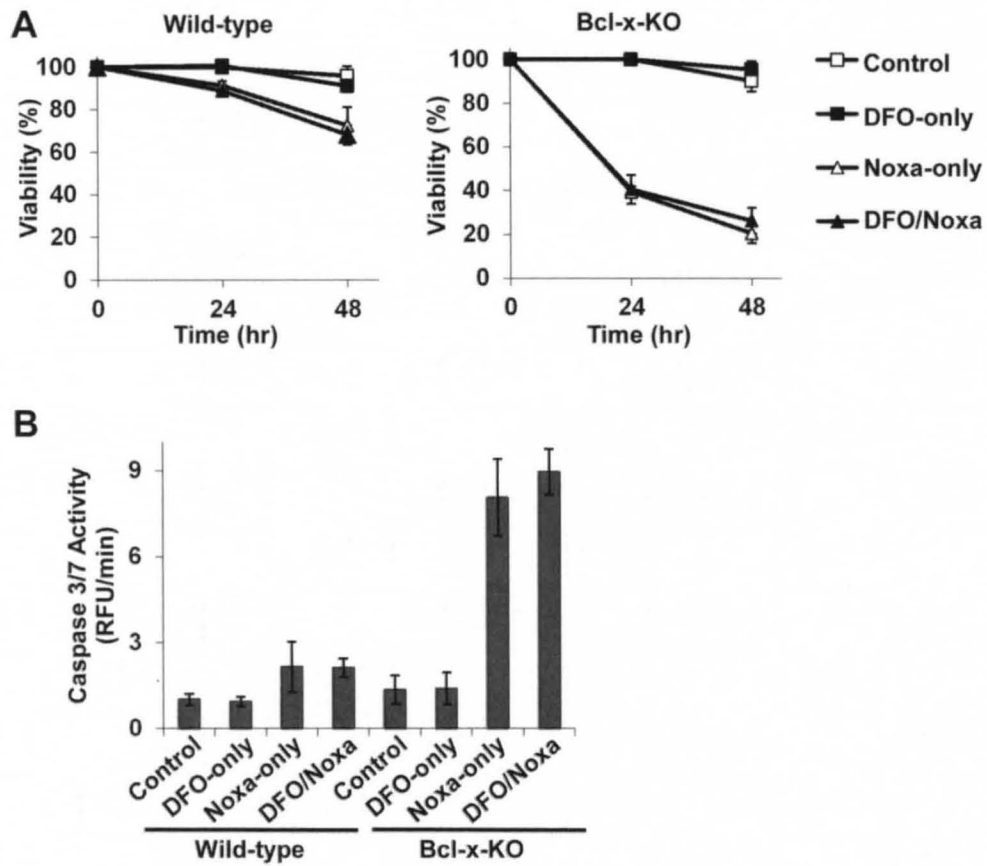 A
Wild-type
Bcl-x-KO
Viability (%)
100
80
60
40
20
0
0
24
48
Time (hr)
Viability (%)
100
80
60
40
20
0
0
24
48
Time (hr)
Control
DFO-only
Noxa-only
DFO/Noxa
B
Caspase 3/7 Activity
(RFU/min)
9
6
3
0
Control
DFO-only
Noxa-only
DFO/Noxa
Control
DFO-only
Noxa-only
DFO/Noxa
Wild-type
Bcl-x-KO